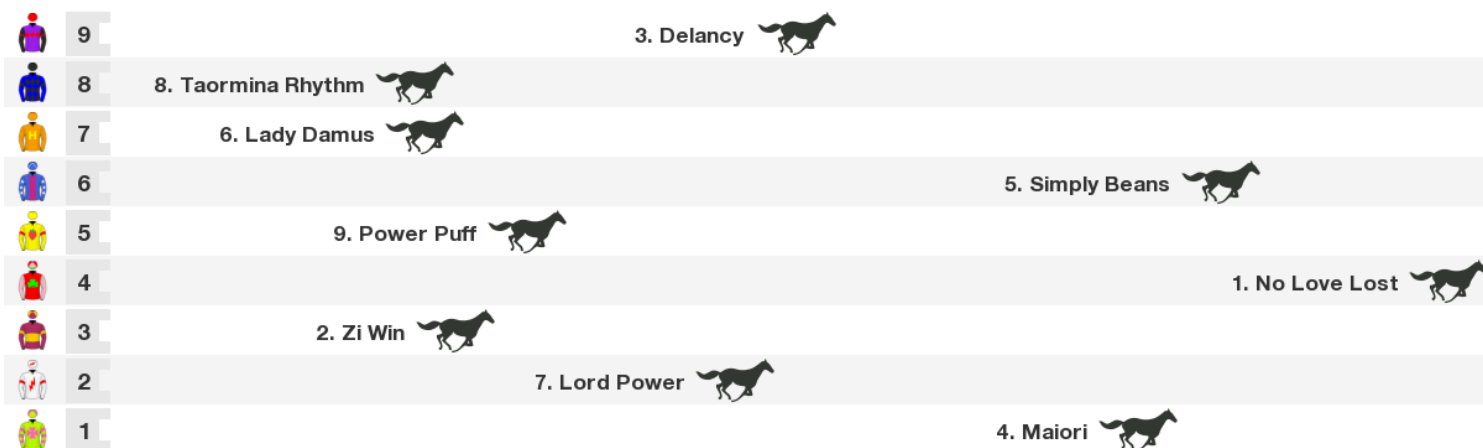 9 3. Delancy
8 8. Taormina Rhythm
H 7 6. Lady Damus
6 5. Simply Beans
5 9. Power Puff
4 1. No Love Lost
3 2. Zi Win
2 7. Lord Power
1 4. Maiori